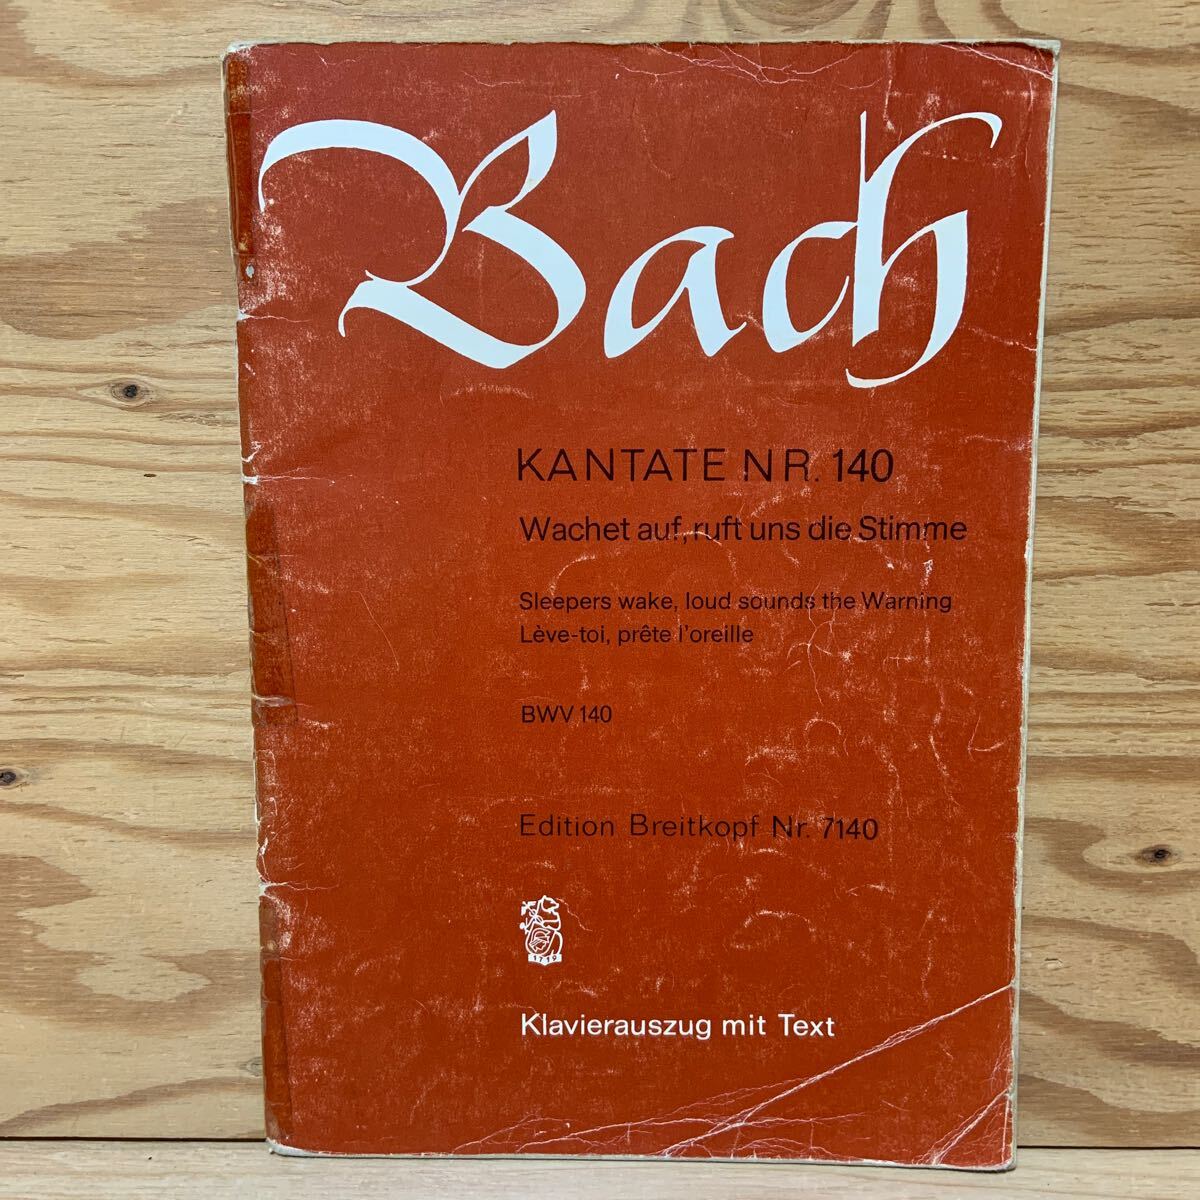 Bach
KANTATE NR. 140
Wachet auf, ruft uns die Stimme
Sleepers wake, loud sounds the Warning
Lève-toi, prête l'oreille
BWV 140
Edition Breitkopf Nr. 7140
1719
Klavierauszug mit Text